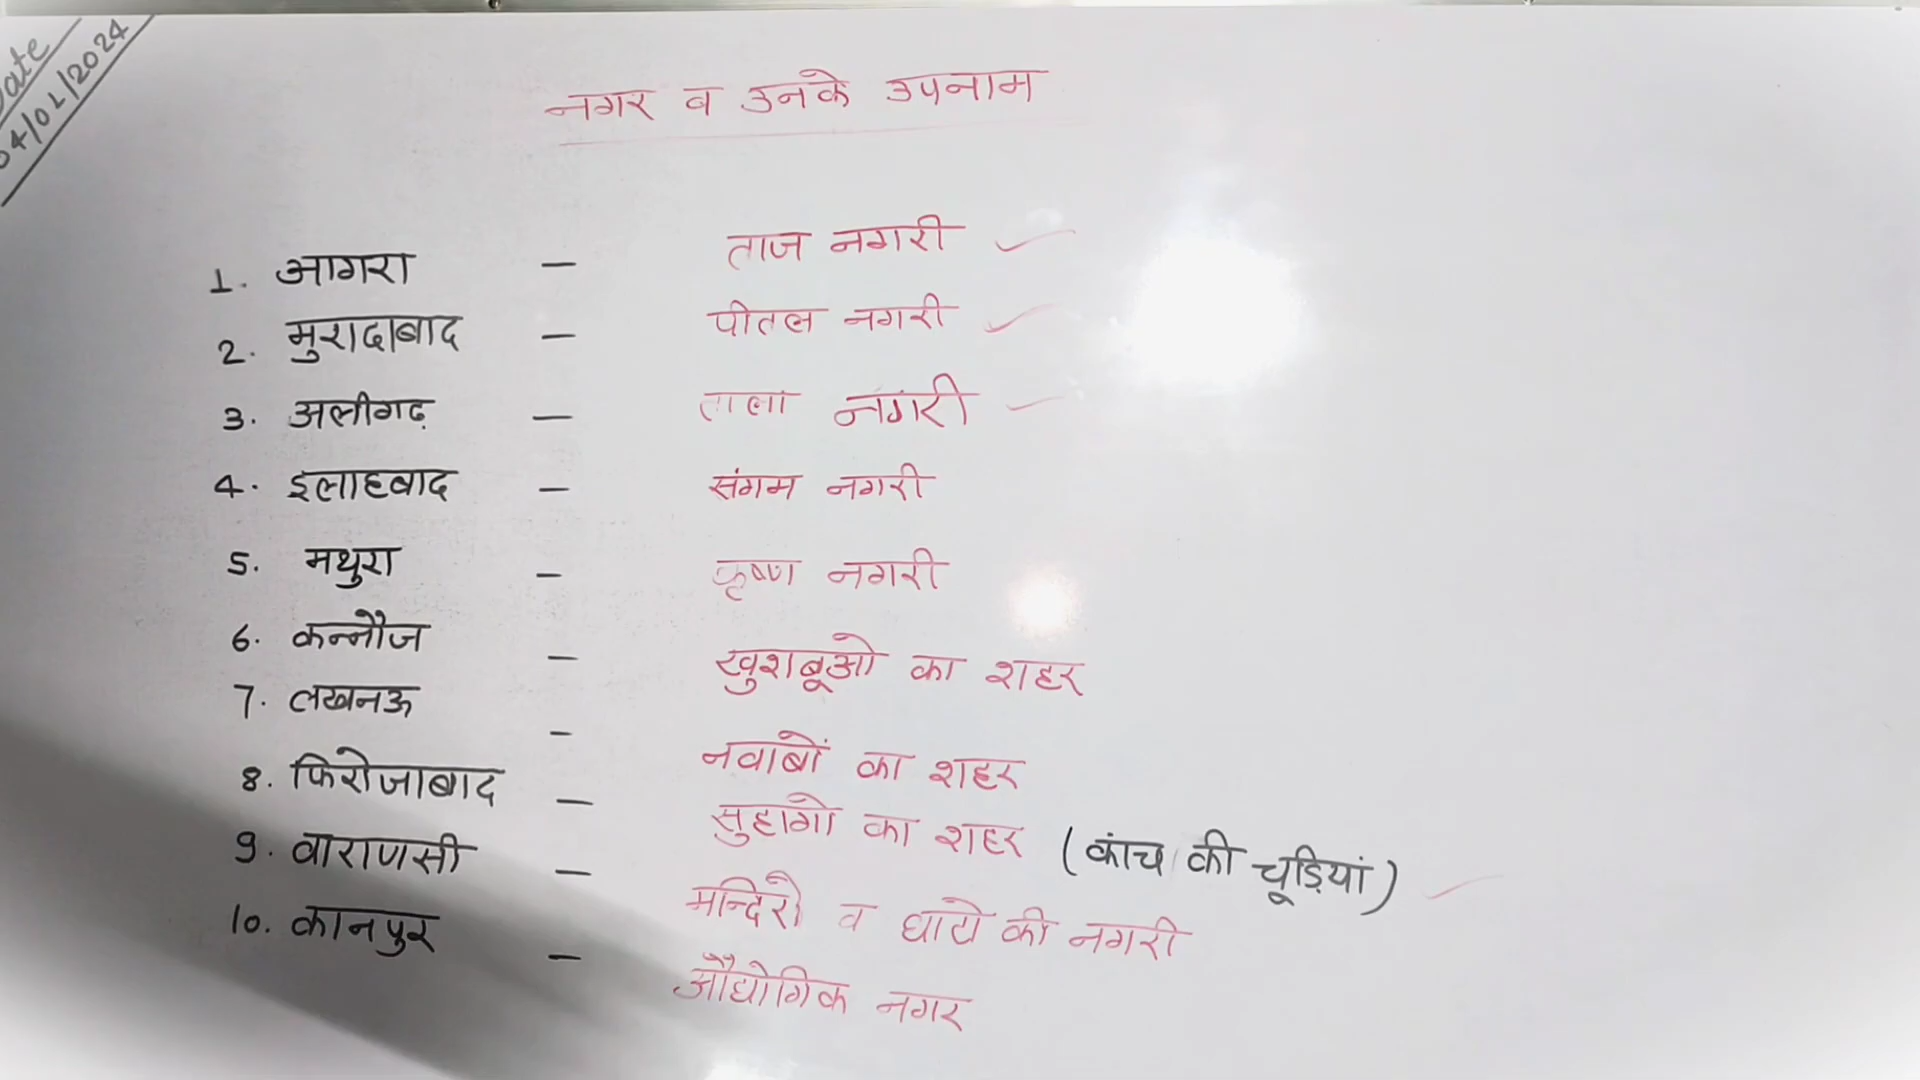 Date
04/02/2024
नगर व उनके उपनाम
1. आगरा – ताज नगरी
2. मुरादाबाद – पीतल नगरी
3. अलीगढ़ – ताला नगरी
4. इलाहबाद – संगम नगरी
5. मथुरा – कृष्ण नगरी
6. कन्नौज – खुशबूओ का शहर
7. लखनऊ – नवाबों का शहर
8. फिरोजाबाद – सुहागो का शहर (कांच की चूड़ियां)
9. वाराणसी – मन्दिरो व घाटो की नगरी
10. कानपुर – औद्योगिक नगर